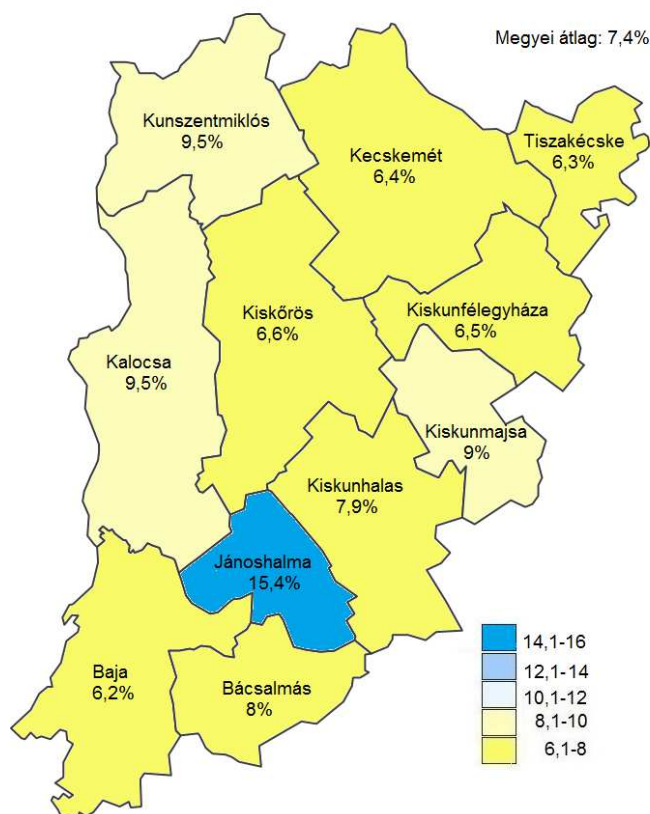 Megyei átlag: 7,4%
Kunszentmiklós
9,5%
Kecskemét
6,4%
Tiszakécske
6,3%
Kiskőrös
6,6%
Kiskunfélegyháza
6,5%
Kalocsa
9,5%
Kiskunmajsa
9%
Kiskunhalas
7,9%
Jánoshalma
15,4%
Baja
6,2%
Bácsalmás
8%
14,1-16
12,1-14
10,1-12
8,1-10
6,1-8